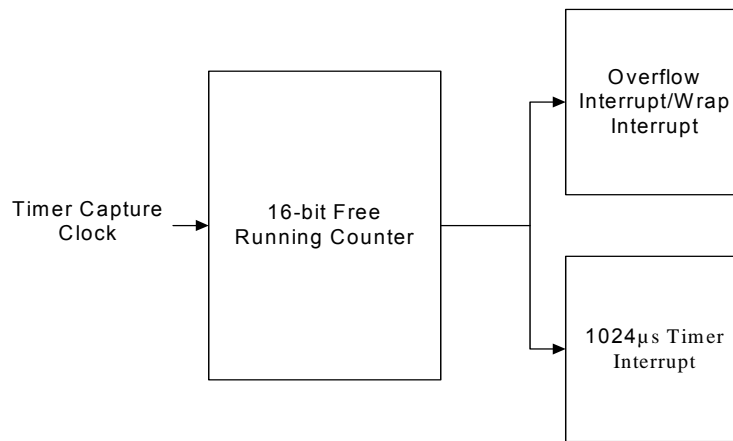 Overflow
Interrupt/Wrap
Interrupt
Timer Capture
Clock
16-bit Free
Running Counter
1024µs Timer
Interrupt